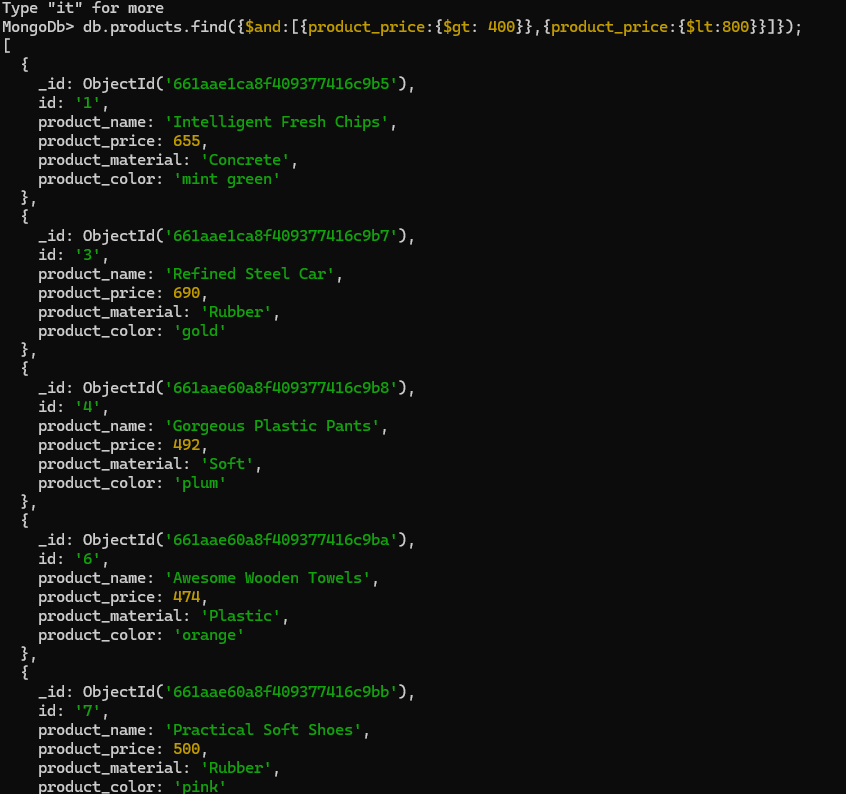 Type "it" for more
MongoDb> db.products.find({$and:[{product_price:{$gt: 400}},{product_price:{$lt:800}}]});
[
  {
    _id: ObjectId('661aae1ca8f409377416c9b5'),
    id: '1',
    product_name: 'Intelligent Fresh Chips',
    product_price: 655,
    product_material: 'Concrete',
    product_color: 'mint green'
  },
  {
    _id: ObjectId('661aae1ca8f409377416c9b7'),
    id: '3',
    product_name: 'Refined Steel Car',
    product_price: 690,
    product_material: 'Rubber',
    product_color: 'gold'
  },
  {
    _id: ObjectId('661aae60a8f409377416c9b8'),
    id: '4',
    product_name: 'Gorgeous Plastic Pants',
    product_price: 492,
    product_material: 'Soft',
    product_color: 'plum'
  },
  {
    _id: ObjectId('661aae60a8f409377416c9ba'),
    id: '6',
    product_name: 'Awesome Wooden Towels',
    product_price: 474,
    product_material: 'Plastic',
    product_color: 'orange'
  },
  {
    _id: ObjectId('661aae60a8f409377416c9bb'),
    id: '7',
    product_name: 'Practical Soft Shoes',
    product_price: 500,
    product_material: 'Rubber',
    product_color: 'pink'